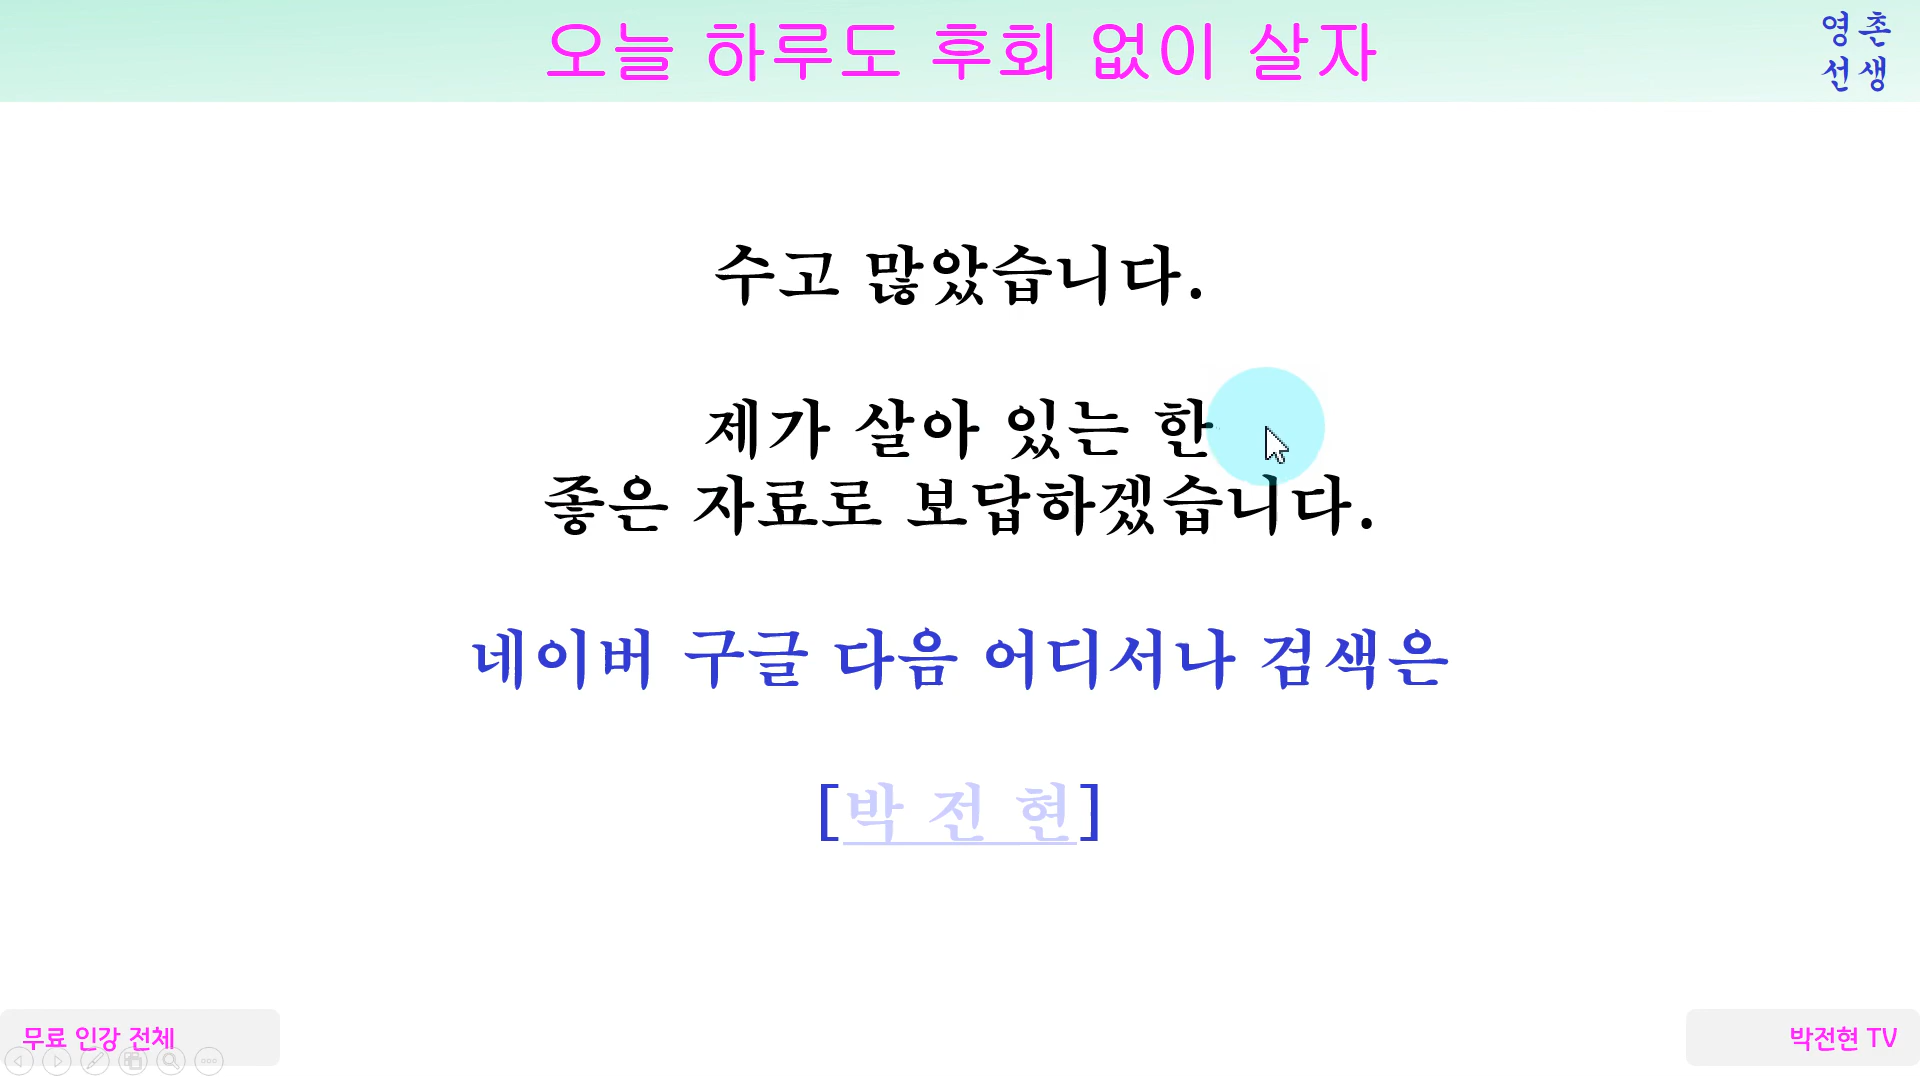 오늘 하루도 후회 없이 살자
영촌
선생
수고 많았습니다.
제가 살아 있는 한
좋은 자료로 보답하겠습니다.
네이버 구글 다음 어디서나 검색은
[박 전 현]
무료 인강 전체
박전현 TV